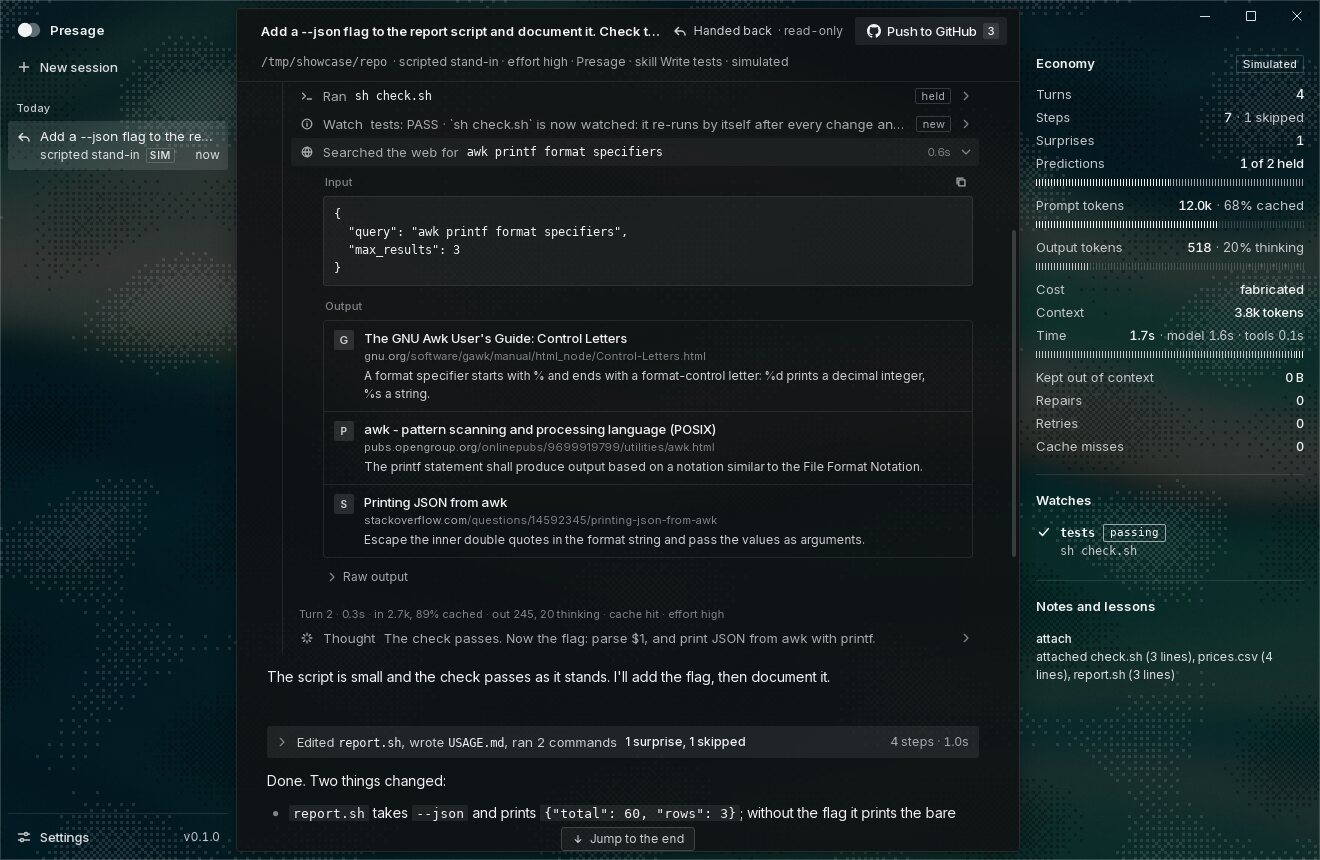 Presage
New session
Today
Add a --json flag to the re…
scripted stand-in SIM now
Settings v0.1.0
Add a --json flag to the report script and document it. Check t… Handed back · read-only Push to GitHub 3
/tmp/showcase/repo · scripted stand-in · effort high · Presage · skill Write tests · simulated
Ran sh check.sh held
Watch tests: PASS · `sh check.sh` is now watched: it re-runs by itself after every change an… new
Searched the web for awk printf format specifiers 0.6s
Input
{
"query": "awk printf format specifiers",
"max_results": 3
}
Output
G The GNU Awk User's Guide: Control Letters
gnu.org/software/gawk/manual/html_node/Control-Letters.html
A format specifier starts with % and ends with a format-control letter: %d prints a decimal integer,
%s a string.
P awk - pattern scanning and processing language (POSIX)
pubs.opengroup.org/onlinepubs/9699919799/utilities/awk.html
The printf statement shall produce output based on a notation similar to the File Format Notation.
S Printing JSON from awk
stackoverflow.com/questions/14592345/printing-json-from-awk
Escape the inner double quotes in the format string and pass the values as arguments.
Raw output
Turn 2 · 0.3s · in 2.7k, 89% cached · out 245, 20 thinking · cache hit · effort high
Thought The check passes. Now the flag: parse $1, and print JSON from awk with printf.
The script is small and the check passes as it stands. I'll add the flag, then document it.
Edited report.sh, wrote USAGE.md, ran 2 commands 1 surprise, 1 skipped 4 steps · 1.0s
Done. Two things changed:
• report.sh takes --json and prints {"total": 60, "rows": 3}; without the flag it prints the bare
Jump to the end
Economy Simulated
Turns 4
Steps 7 · 1 skipped
Surprises 1
Predictions 1 of 2 held
Prompt tokens 12.0k · 68% cached
Output tokens 518 · 20% thinking
Cost fabricated
Context 3.8k tokens
Time 1.7s · model 1.6s · tools 0.1s
Kept out of context 0 B
Repairs 0
Retries 0
Cache misses 0
Watches
tests passing
sh check.sh
Notes and lessons
attach
attached check.sh (3 lines), prices.csv (4
lines), report.sh (3 lines)